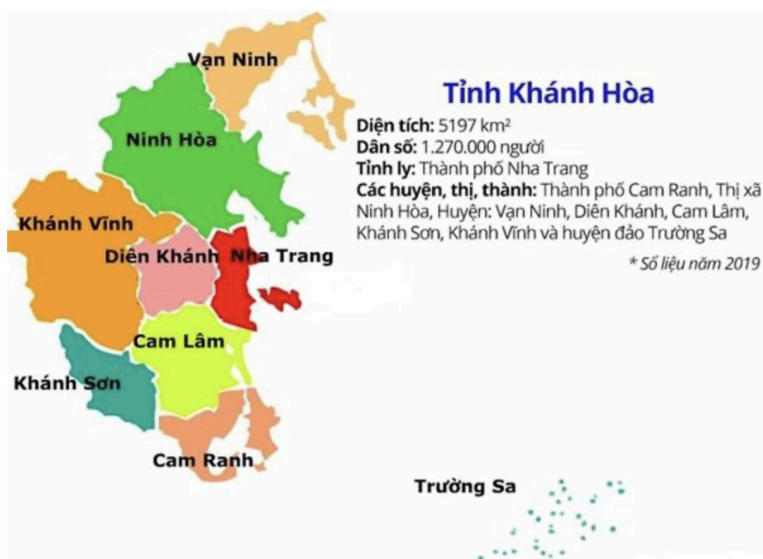 Vạn Ninh
Tỉnh Khánh Hòa
Diện tích: 5197 km²
Dân số: 1.270.000 người
Tỉnh ly: Thành phố Nha Trang
Các huyện, thị, thành: Thành phố Cam Ranh, Thị xã
Ninh Hòa, Huyện: Vạn Ninh, Diên Khánh, Cam Lâm,
Khánh Sơn, Khánh Vĩnh và huyện đảo Trường Sa
* Số liệu năm 2019
Ninh Hòa
Khánh Vĩnh
Diên Khánh
Nha Trang
Cam Lâm
Khánh Sơn
Cam Ranh
Trường Sa